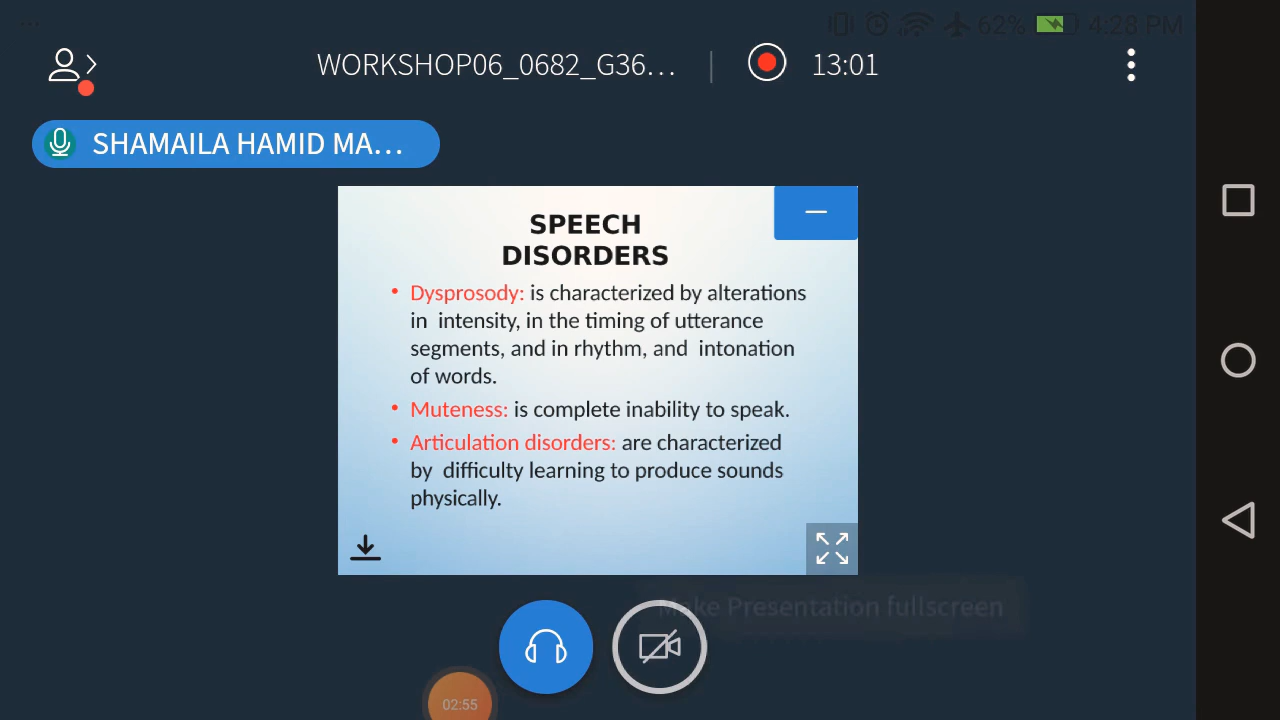 62% 4:28 PM
WORKSHOP06_0682_G36... 13:01
SHAMAILA HAMID MA...
SPEECH
DISORDERS
• Dysprosody: is characterized by alterations
in intensity, in the timing of utterance
segments, and in rhythm, and intonation
of words.
• Muteness: is complete inability to speak.
• Articulation disorders: are characterized
by difficulty learning to produce sounds
physically.
Make Presentation fullscreen
02:55